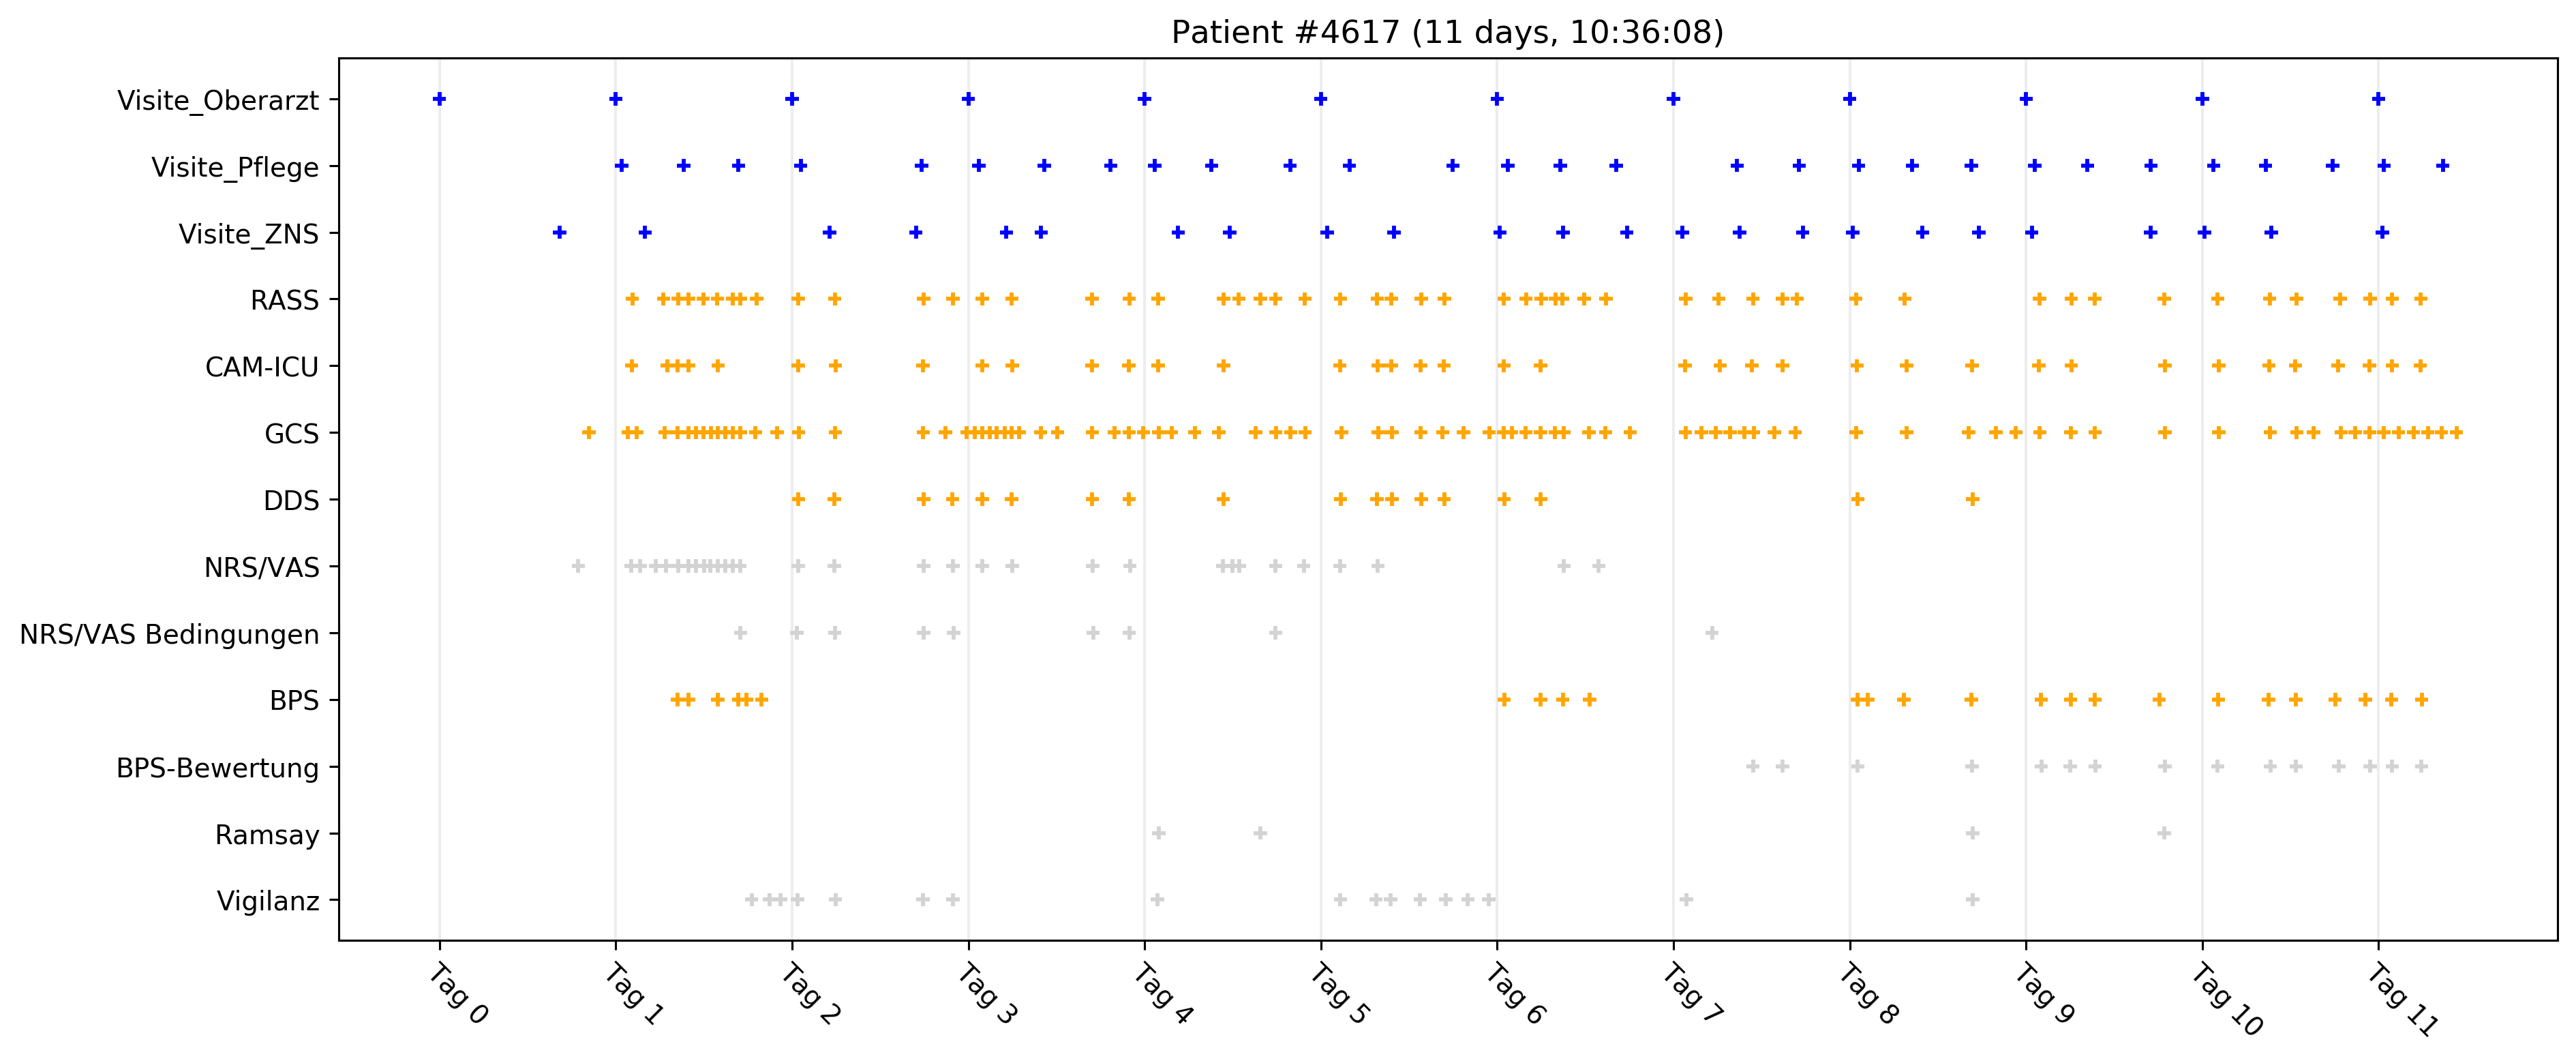 Patient #4617 (11 days, 10:36:08)
Visite_Oberarzt
Visite_Pflege
Visite_ZNS
RASS
CAM-ICU
GCS
DDS
NRS/VAS
NRS/VAS Bedingungen
BPS
BPS-Bewertung
Ramsay
Vigilanz
Tag 0
Tag 1
Tag 2
Tag 3
Tag 4
Tag 5
Tag 6
Tag 7
Tag 8
Tag 9
Tag 10
Tag 11